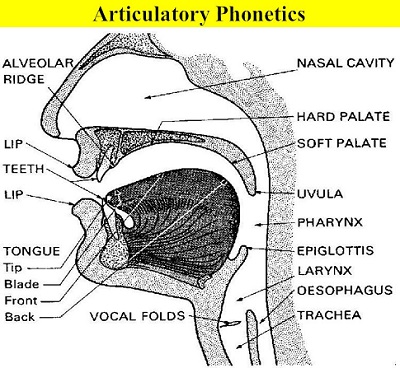 Articulatory Phonetics
ALVEOLAR
RIDGE
LIP
TEETH
LIP
TONGUE
Tip
Blade
Front
Back
VOCAL FOLDS
NASAL CAVITY
HARD PALATE
SOFT PALATE
UVULA
PHARYNX
EPIGLOTTIS
LARYNX
OESOPHAGUS
TRACHEA